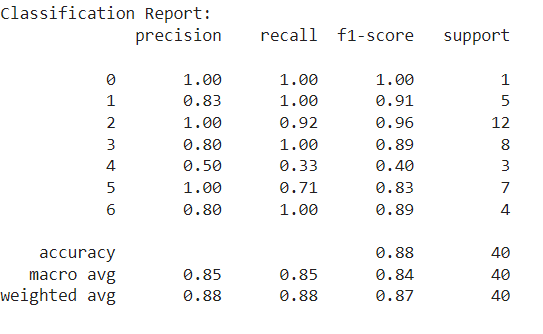 Classification Report:
precision recall f1-score support
0 1.00 1.00 1.00 1
1 0.83 1.00 0.91 5
2 1.00 0.92 0.96 12
3 0.80 1.00 0.89 8
4 0.50 0.33 0.40 3
5 1.00 0.71 0.83 7
6 0.80 1.00 0.89 4
accuracy 0.88 40
macro avg 0.85 0.85 0.84 40
weighted avg 0.88 0.88 0.87 40